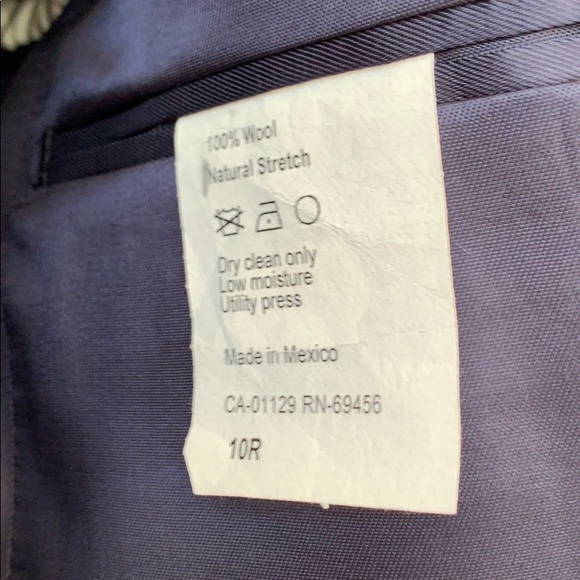 100% Wool
Natural Stretch
Dry clean only
Low moisture
Utility press
Made in Mexico
CA-01129 RN-69456
10R